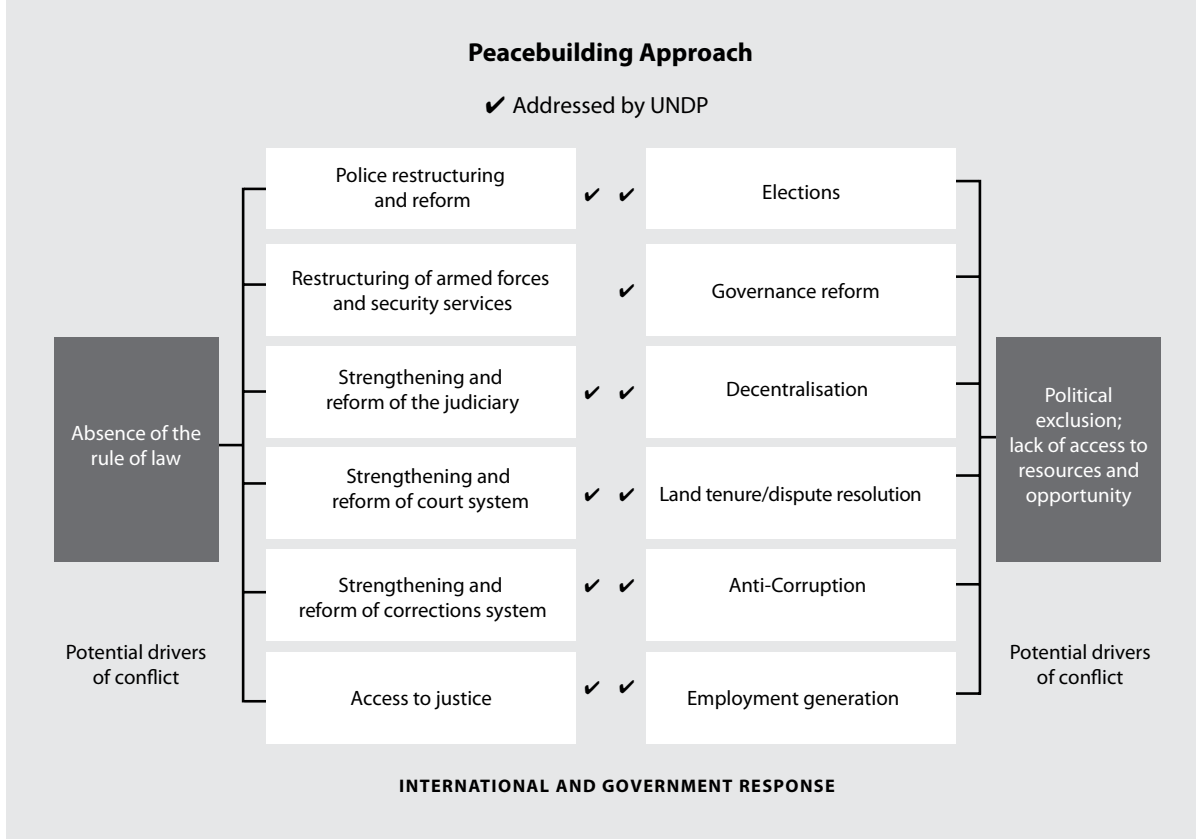 Peacebuilding Approach
✔ Addressed by UNDP
Absence of the
rule of law
Potential drivers
of conflict
Police restructuring
and reform
✔
Restructuring of armed forces
and security services
Strengthening and
reform of the judiciary
✔
Strengthening and
reform of court system
✔
Strengthening and
reform of corrections system
✔
Access to justice
✔
✔
Elections
✔
Governance reform
✔
Decentralisation
✔
Land tenure/dispute resolution
✔
Anti-Corruption
✔
Employment generation
Political
exclusion;
lack of access to
resources and
opportunity
Potential drivers
of conflict
INTERNATIONAL AND GOVERNMENT RESPONSE